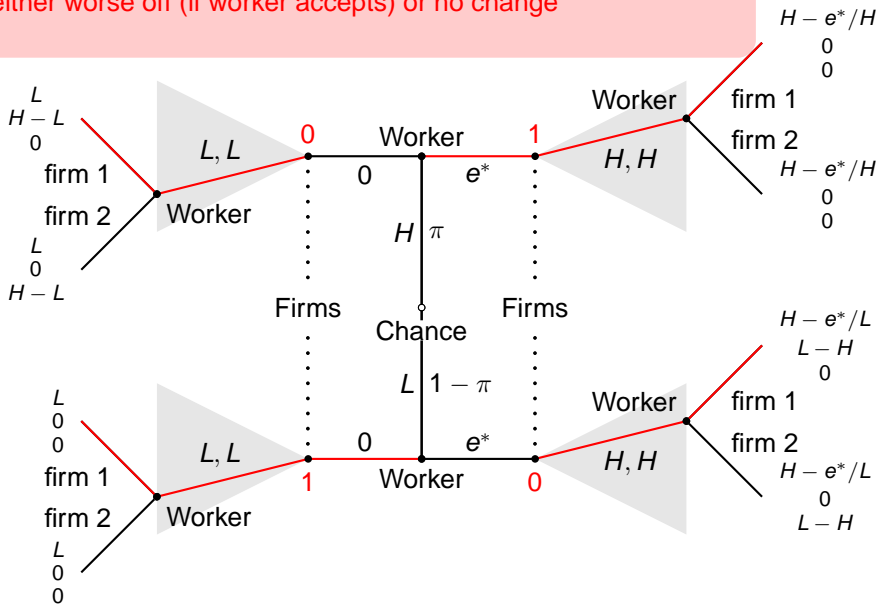 either worse off (if worker accepts) or no change
H − e*/H
0
0
L
H − L
0
firm 1
firm 2
L
0
H − L
L, L
Worker
0
Worker
1
0
e*
Worker
H, H
firm 1
firm 2
H − e*/H
0
0
H
π
Firms
Firms
Chance
L
1 − π
H − e*/L
L − H
0
L
0
0
firm 1
firm 2
L
0
0
L, L
Worker
0
e*
1
Worker
0
Worker
H, H
firm 1
firm 2
H − e*/L
0
L − H